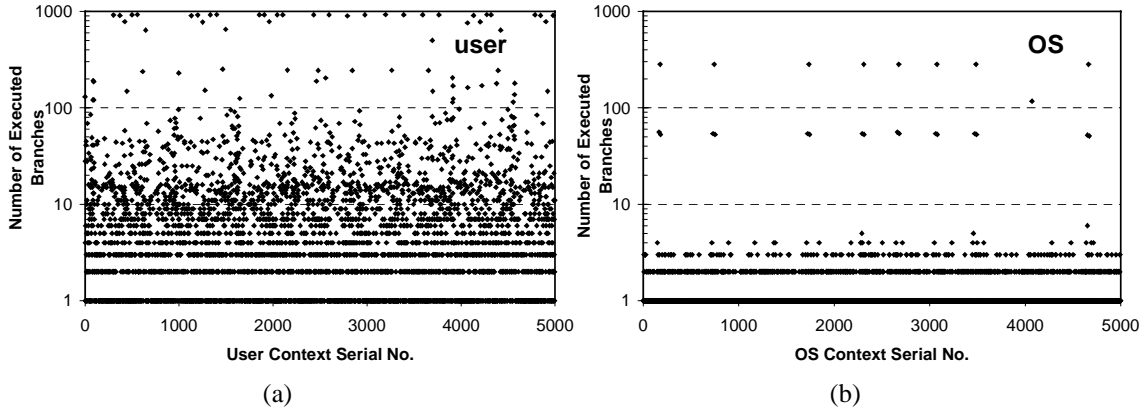 1000
100
10
1
Number of Executed
Branches
user
0 1000 2000 3000 4000 5000
User Context Serial No.
(a)
1000
100
10
1
Number of Executed
Branches
OS
0 1000 2000 3000 4000 5000
OS Context Serial No.
(b)